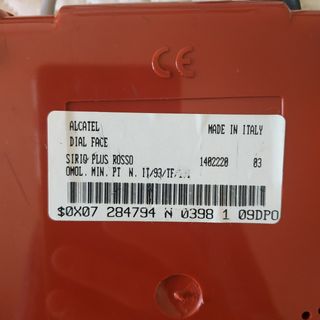 CE
ALCATEL MADE IN ITALY
DIAL FACE
SIRIO PLUS ROSSO 1402220 03
OMOL. MIN. PT N. IT/93/TF/
$0X07 284794 N 0398 1 09DPO